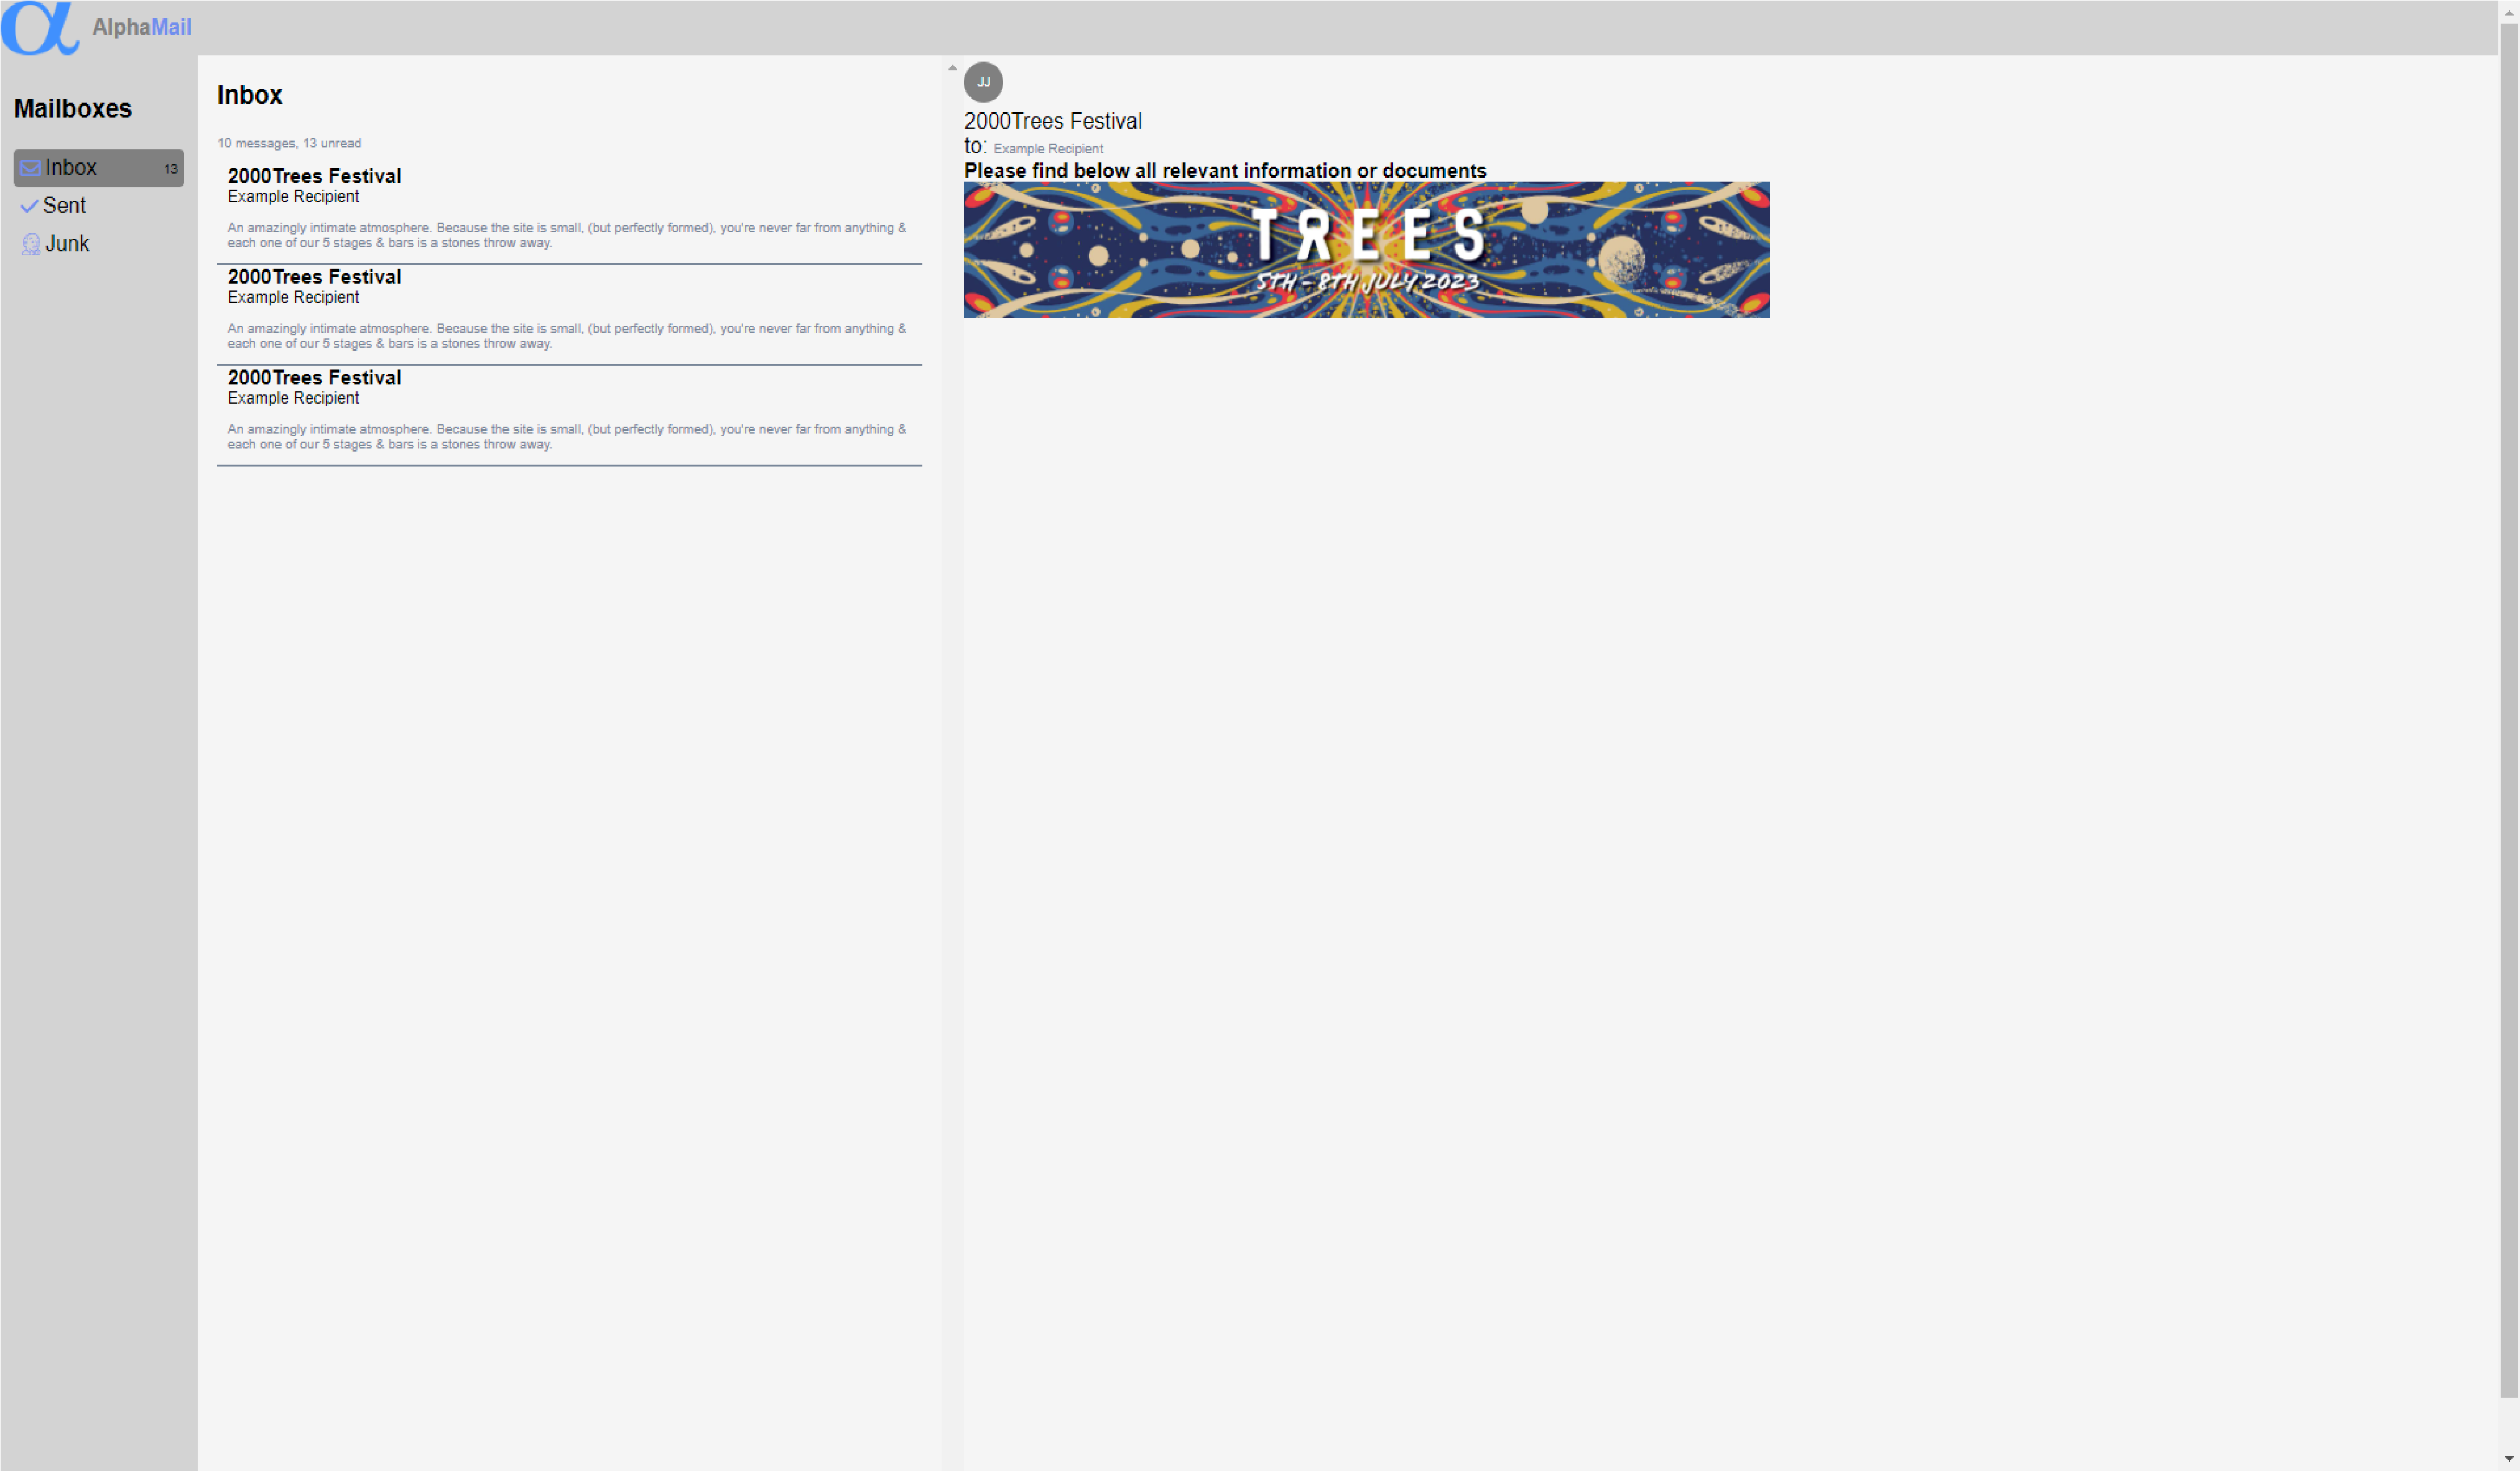 α AlphaMail
Mailboxes
Inbox 13
Sent
Junk
Inbox
10 messages, 13 unread
2000Trees Festival
Example Recipient
An amazingly intimate atmosphere. Because the site is small, (but perfectly formed), you're never far from anything &
each one of our 5 stages & bars is a stones throw away.
2000Trees Festival
Example Recipient
An amazingly intimate atmosphere. Because the site is small, (but perfectly formed), you're never far from anything &
each one of our 5 stages & bars is a stones throw away.
2000Trees Festival
Example Recipient
An amazingly intimate atmosphere. Because the site is small, (but perfectly formed), you're never far from anything &
each one of our 5 stages & bars is a stones throw away.
JJ
2000Trees Festival
to: Example Recipient
Please find below all relevant information or documents
TREES
5TH - 8TH JULY 2023